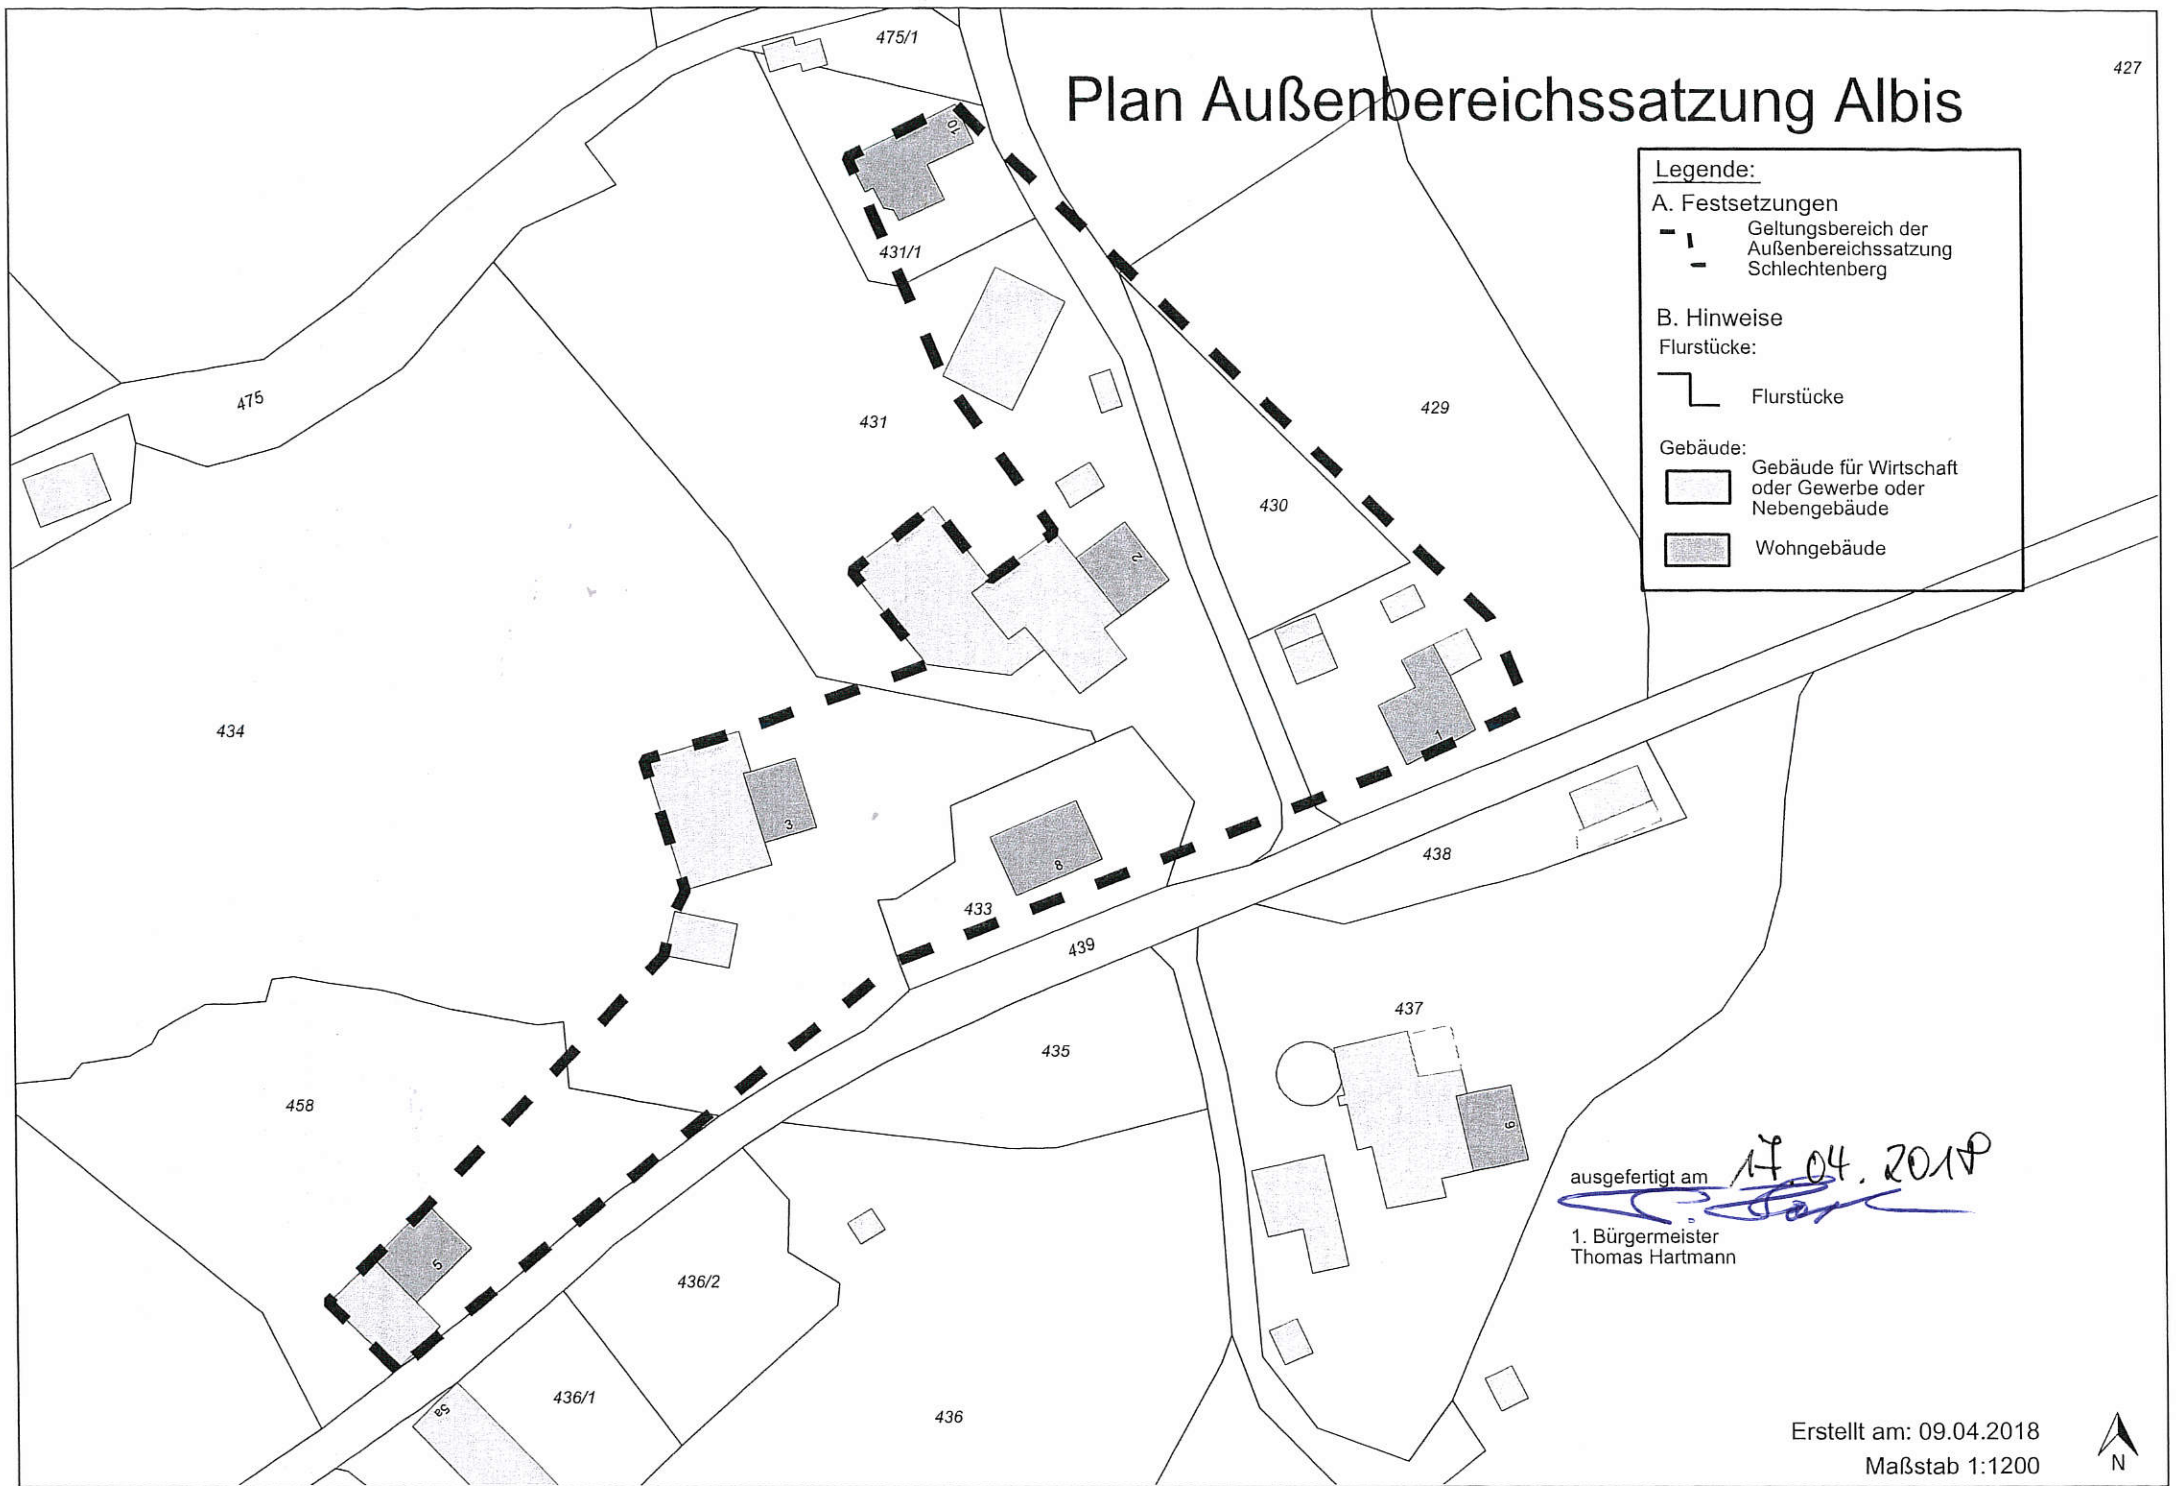 475/1
427
Plan Außenbereichssatzung Albis
Legende:
A. Festsetzungen
Geltungsbereich der
Außenbereichssatzung
Schlechtenberg
B. Hinweise
Flurstücke:
Flurstücke
Gebäude:
Gebäude für Wirtschaft
oder Gewerbe oder
Nebengebäude
Wohngebäude
10
431/1
475
431
429
430
2
434
1
3
8
438
433
439
437
435
458
6
5
436/2
436/1
5a
436
ausgefertigt am 17.04.2018
1. Bürgermeister
Thomas Hartmann
Erstellt am: 09.04.2018
Maßstab 1:1200
N